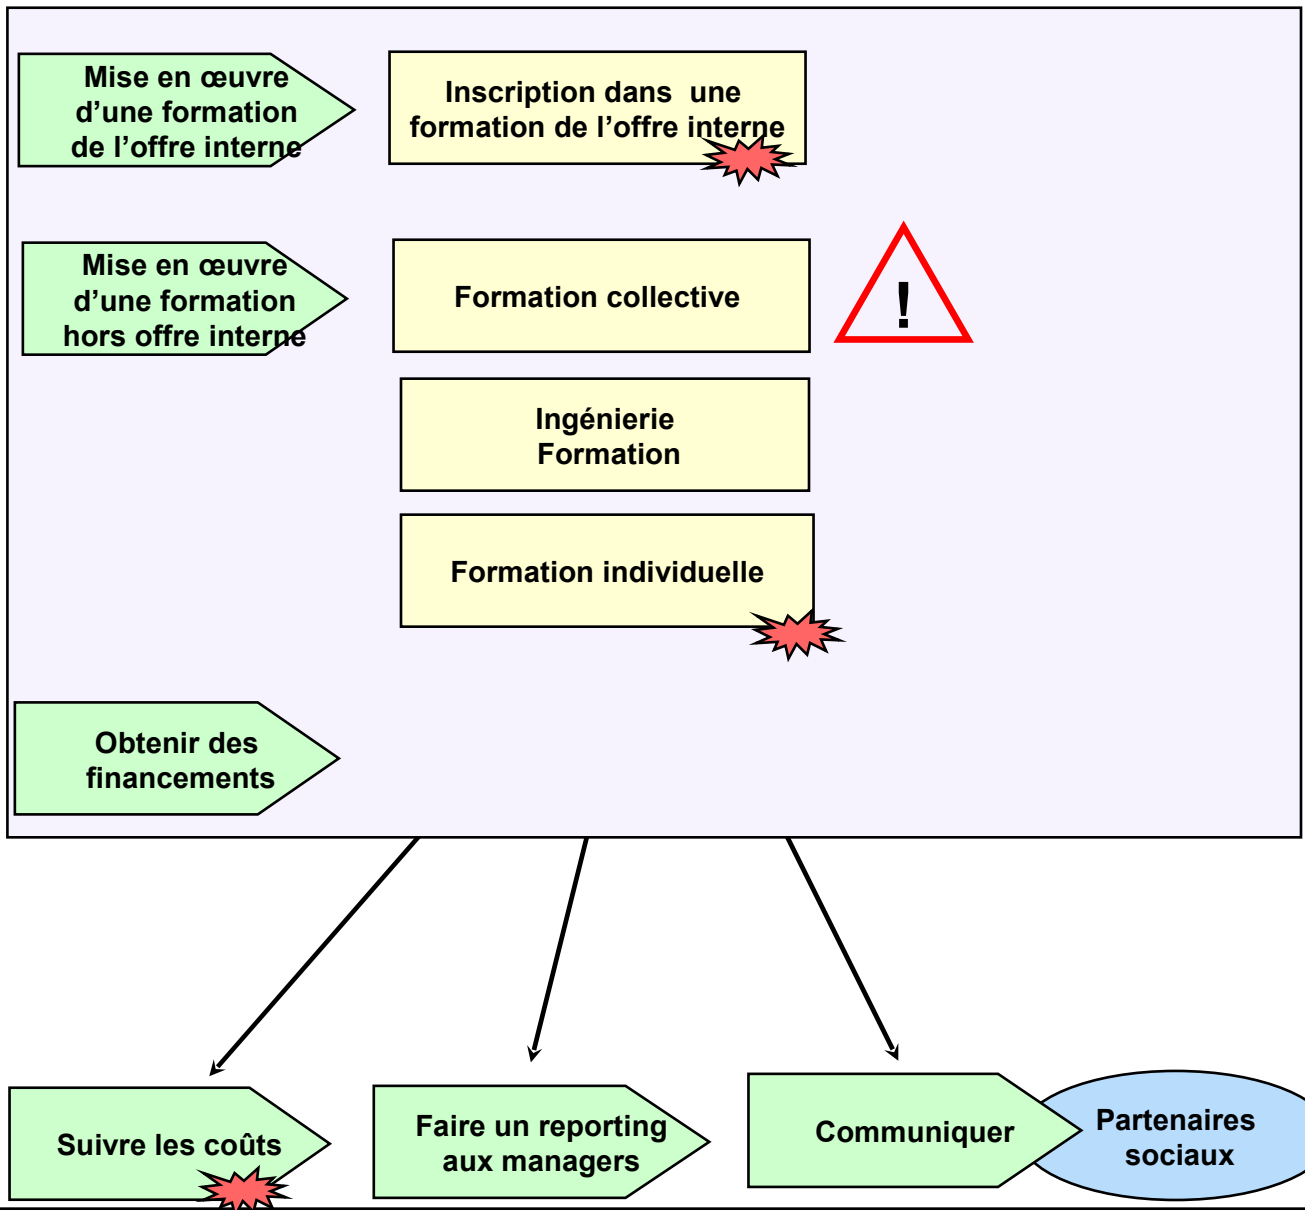 Mise en œuvre
d’une formation
de l’offre interne
Inscription dans une
formation de l’offre interne
Mise en œuvre
d’une formation
hors offre interne
Formation collective
!
Ingénierie
Formation
Formation individuelle
Obtenir des
financements
Suivre les coûts
Faire un reporting
aux managers
Communiquer
Partenaires
sociaux